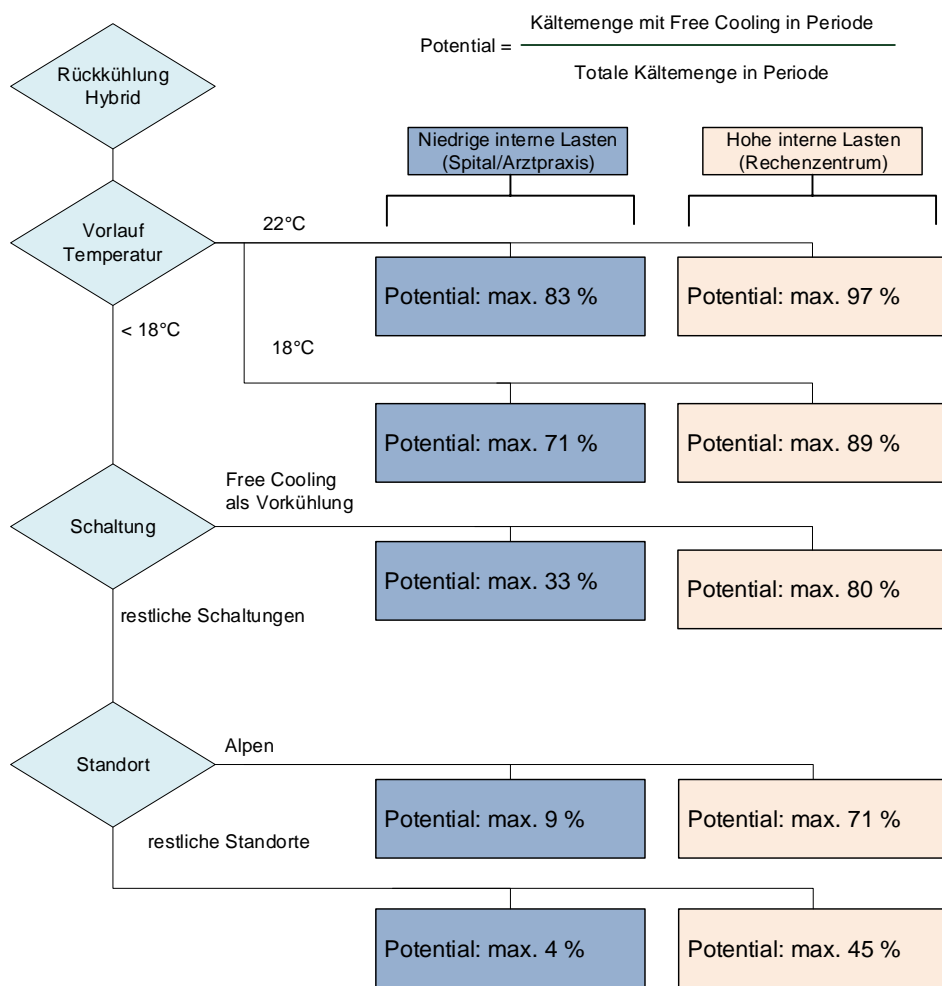 Kältemenge mit Free Cooling in Periode
Potential =
Totale Kältemenge in Periode
Rückkühlung
Hybrid
Niedrige interne Lasten
(Spital/Arztpraxis)
Hohe interne Lasten
(Rechenzentrum)
Vorlauf
Temperatur
22°C
Potential: max. 83 %
Potential: max. 97 %
< 18°C
18°C
Potential: max. 71 %
Potential: max. 89 %
Free Cooling
als Vorkühlung
Schaltung
Potential: max. 33 %
Potential: max. 80 %
restliche Schaltungen
Alpen
Standort
Potential: max. 9 %
Potential: max. 71 %
restliche Standorte
Potential: max. 4 %
Potential: max. 45 %